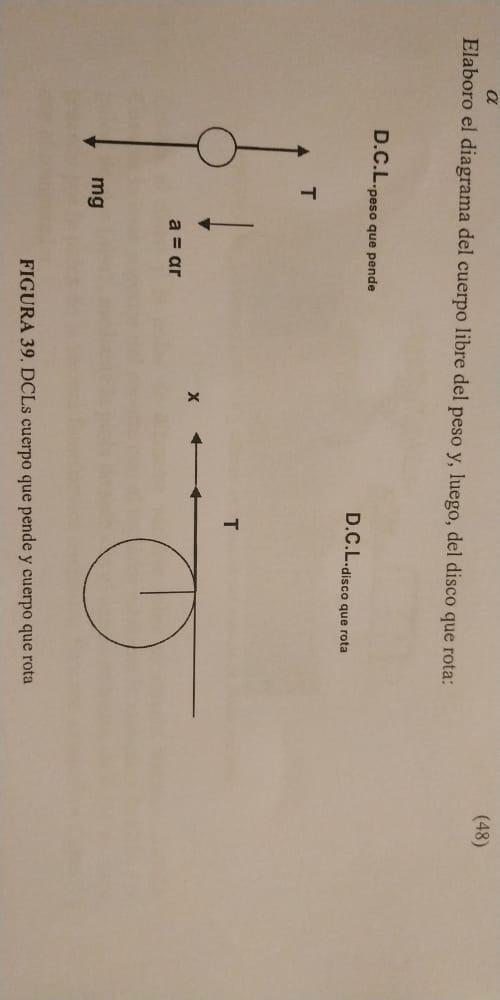 α
(48)
Elaboro el diagrama del cuerpo libre del peso y, luego, del disco que rota:
D.C.L.peso que pende
D.C.L.disco que rota
T
T
a = αr
x
mg
FIGURA 39. DCLs cuerpo que pende y cuerpo que rota